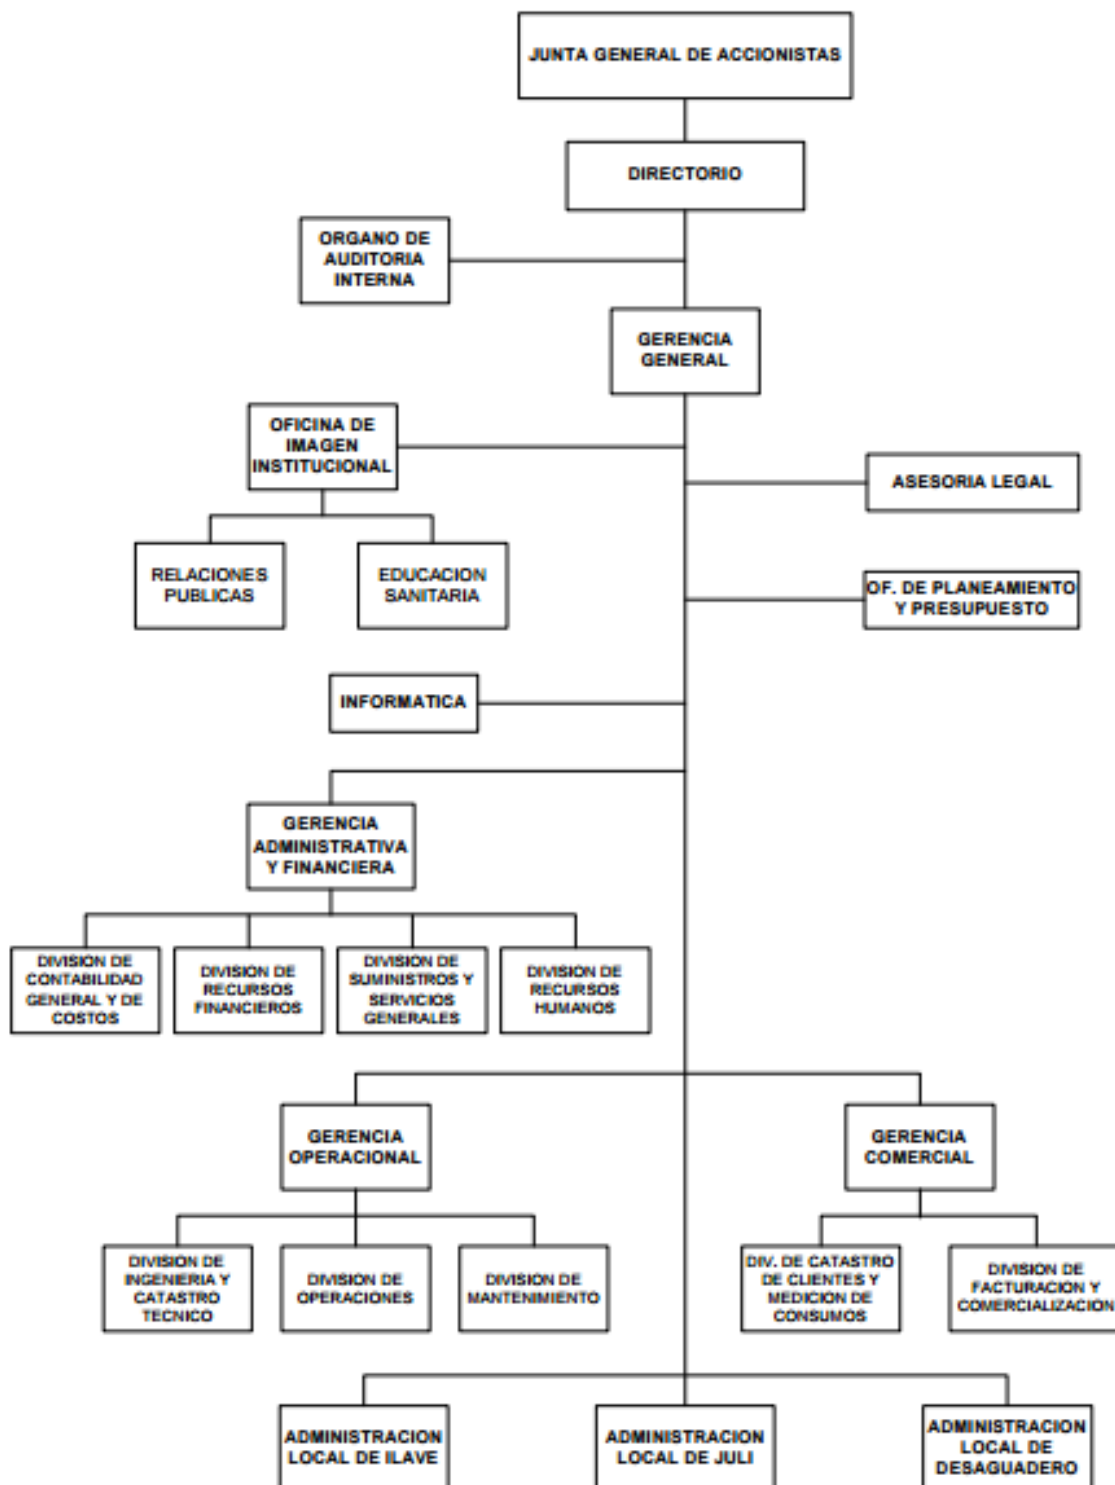 JUNTA GENERAL DE ACCIONISTAS
DIRECTORIO
ORGANO DE
AUDITORIA
INTERNA
GERENCIA
GENERAL
OFICINA DE
IMAGEN
INSTITUCIONAL
ASESORIA LEGAL
RELACIONES
PUBLICAS
EDUCACION
SANITARIA
OF. DE PLANEAMIENTO
Y PRESUPUESTO
INFORMATICA
GERENCIA
ADMINISTRATIVA
Y FINANCIERA
DIVISION DE
CONTABILIDAD
GENERAL Y DE
COSTOS
DIVISION DE
RECURSOS
FINANCIEROS
DIVISION DE
SUMINISTROS Y
SERVICIOS
GENERALES
DIVISION DE
RECURSOS
HUMANOS
GERENCIA
OPERACIONAL
GERENCIA
COMERCIAL
DIVISION DE
INGENIERIA Y
CATASTRO
TECNICO
DIVISION DE
OPERACIONES
DIVISION DE
MANTENIMIENTO
DIV. DE CATASTRO
DE CLIENTES Y
MEDICION DE
CONSUMOS
DIVISION DE
FACTURACION Y
COMERCIALIZACION
ADMINISTRACION
LOCAL DE ILAVE
ADMINISTRACION
LOCAL DE JULI
ADMINISTRACION
LOCAL DE
DESAGUADERO